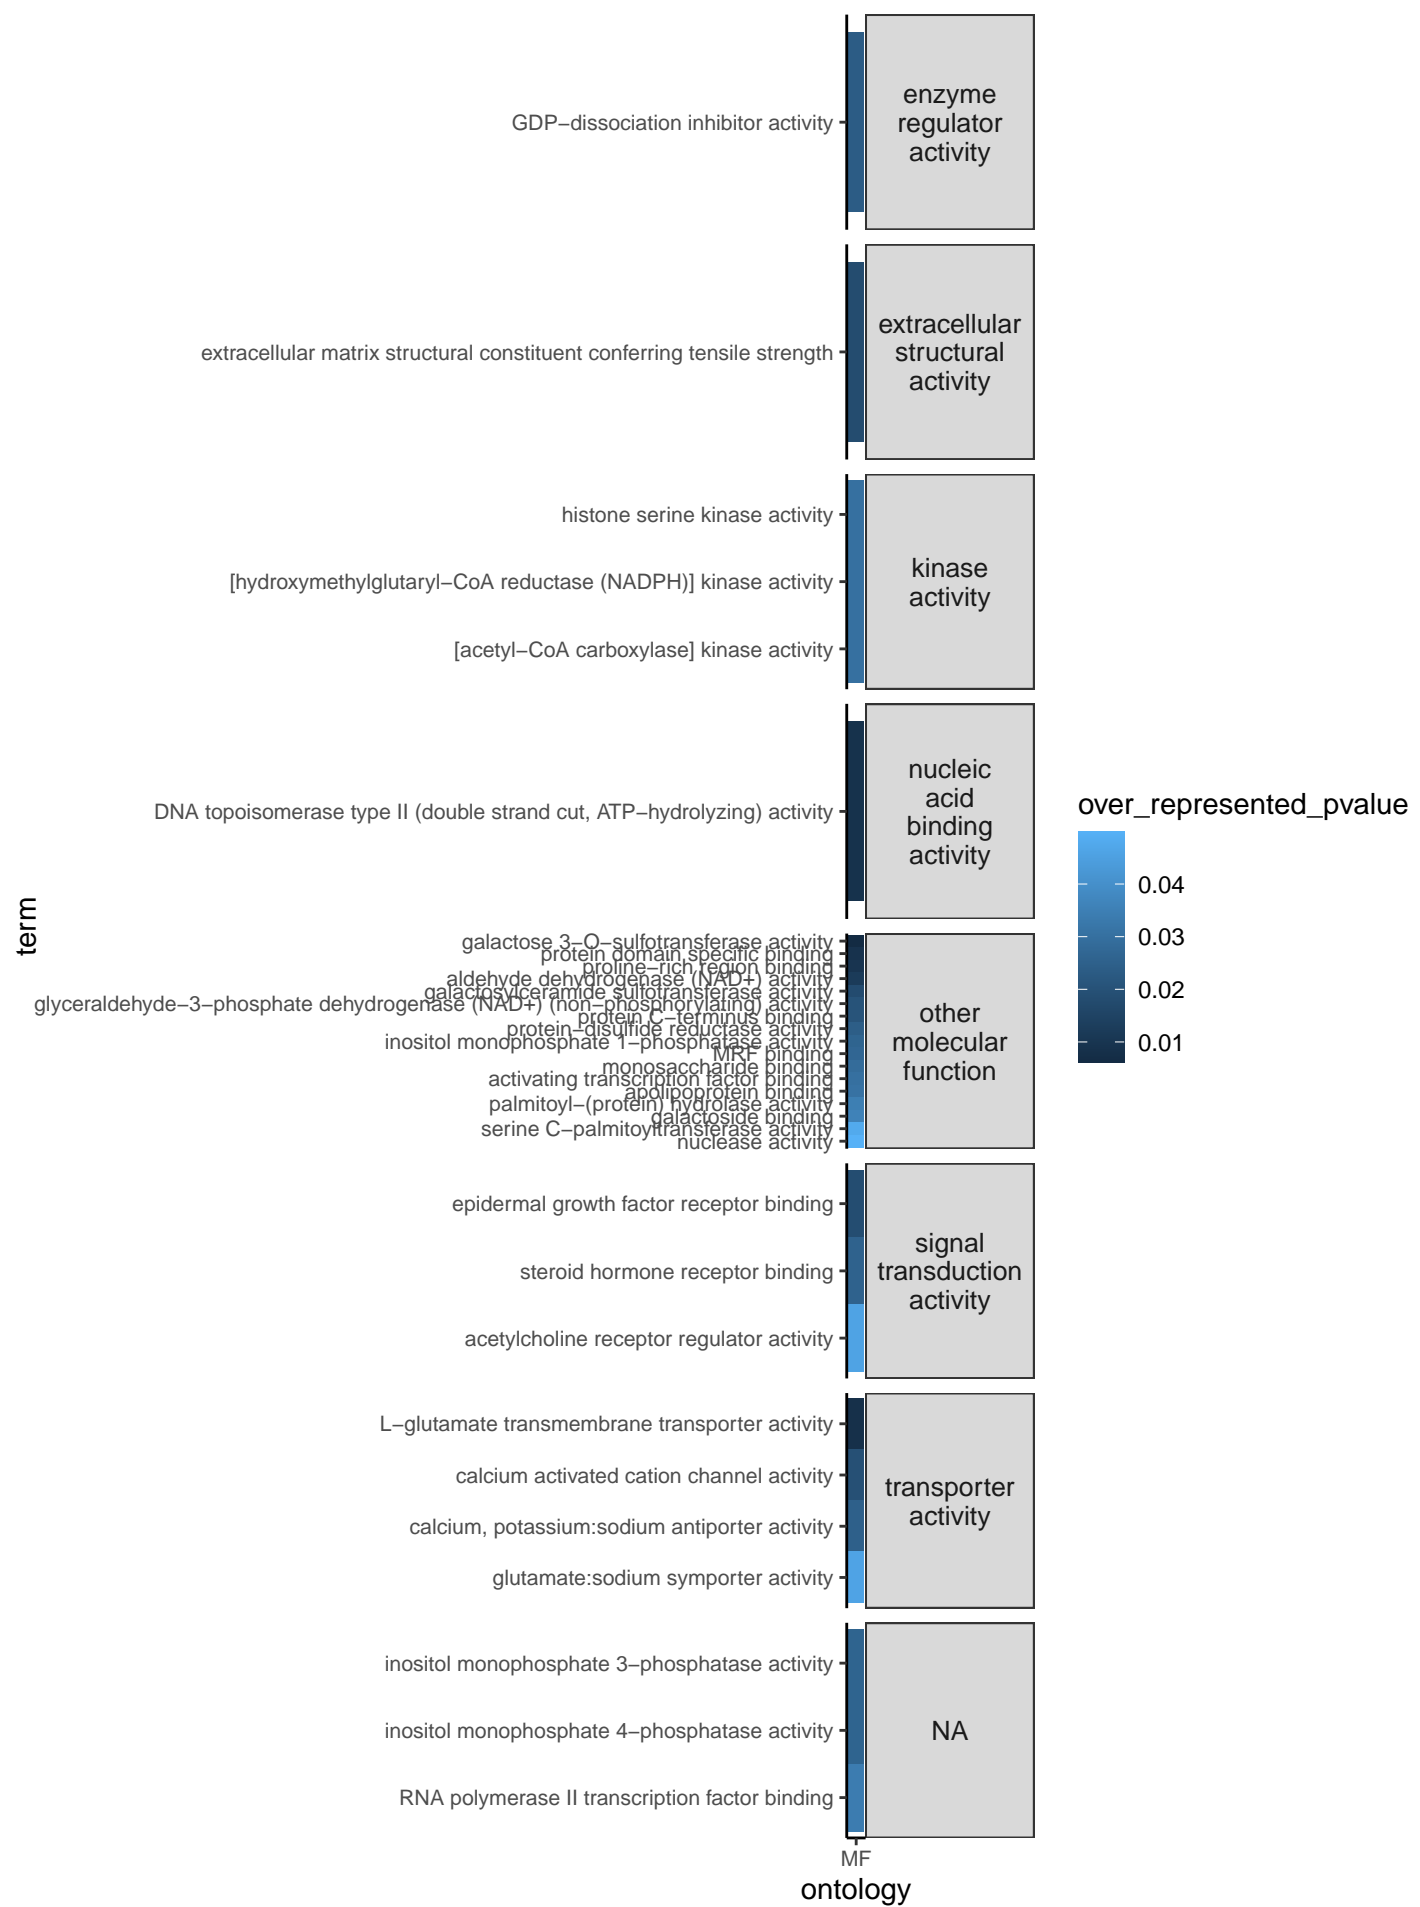 GDP−dissociation inhibitor activity
enzyme
regulator
activity
extracellular matrix structural constituent conferring tensile strength
extracellular
structural
activity
histone serine kinase activity
[hydroxymethylglutaryl−CoA reductase (NADPH)] kinase activity
[acetyl−CoA carboxylase] kinase activity
kinase
activity
DNA topoisomerase type II (double strand cut, ATP−hydrolyzing) activity
nucleic
acid
binding
activity
galactose 3−O−sulfotransferase activity
protein domain specific binding
proline−rich region binding
aldehyde dehydrogenase (NAD+) activity
galactosylceramide sulfotransferase activity
glyceraldehyde−3−phosphate dehydrogenase (NAD+) (non−phosphorylating) activity
protein C−terminus binding
protein−disulfide reductase activity
inositol monophosphate 1−phosphatase activity
MRF binding
monosaccharide binding
activating transcription factor binding
apolipoprotein binding
palmitoyl−(protein) hydrolase activity
galactoside binding
serine C−palmitoyltransferase activity
nuclease activity
other
molecular
function
epidermal growth factor receptor binding
steroid hormone receptor binding
acetylcholine receptor regulator activity
signal
transduction
activity
L−glutamate transmembrane transporter activity
calcium activated cation channel activity
calcium, potassium:sodium antiporter activity
glutamate:sodium symporter activity
transporter
activity
inositol monophosphate 3−phosphatase activity
inositol monophosphate 4−phosphatase activity
RNA polymerase II transcription factor binding
NA
MF
ontology
term
over_represented_pvalue
0.04
0.03
0.02
0.01